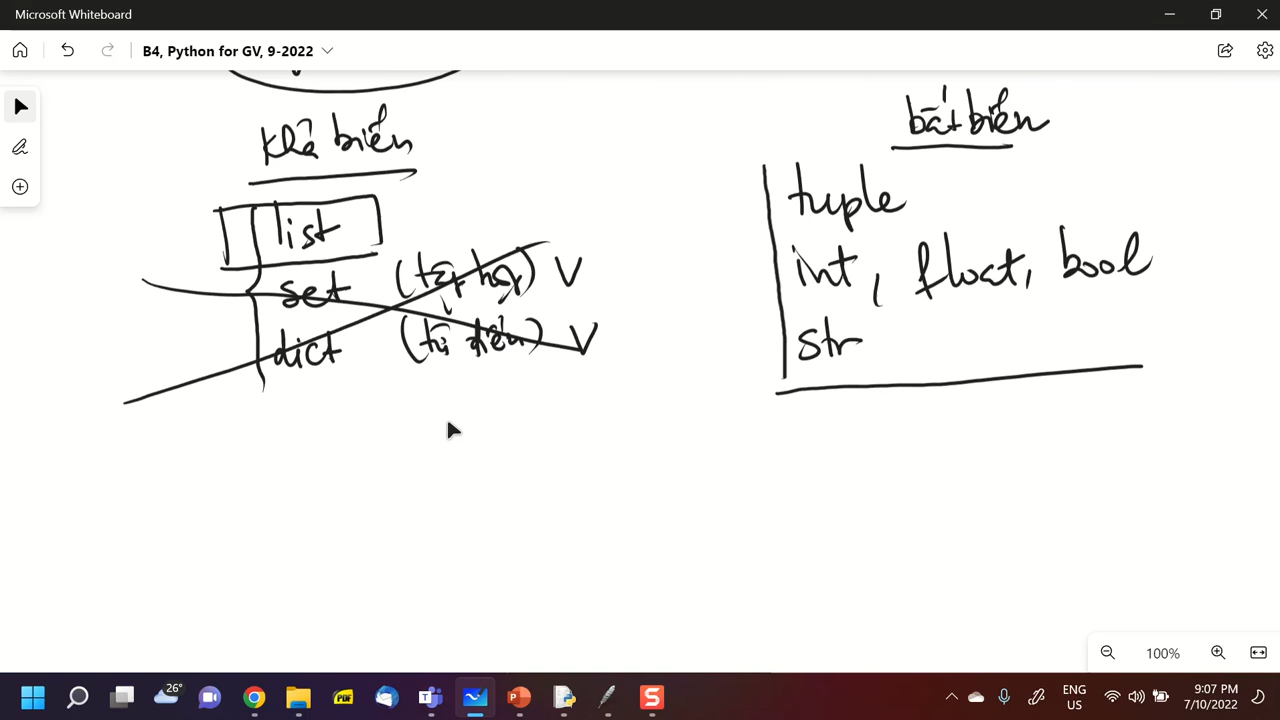 Microsoft Whiteboard
B4, Python for GV, 9-2022
khả biến
list
set (tập hợp) V
dict (từ điển) V
bất biến
tuple
int, float, bool
str
100%
26°
PDF
ENG
US
9:07 PM
7/10/2022